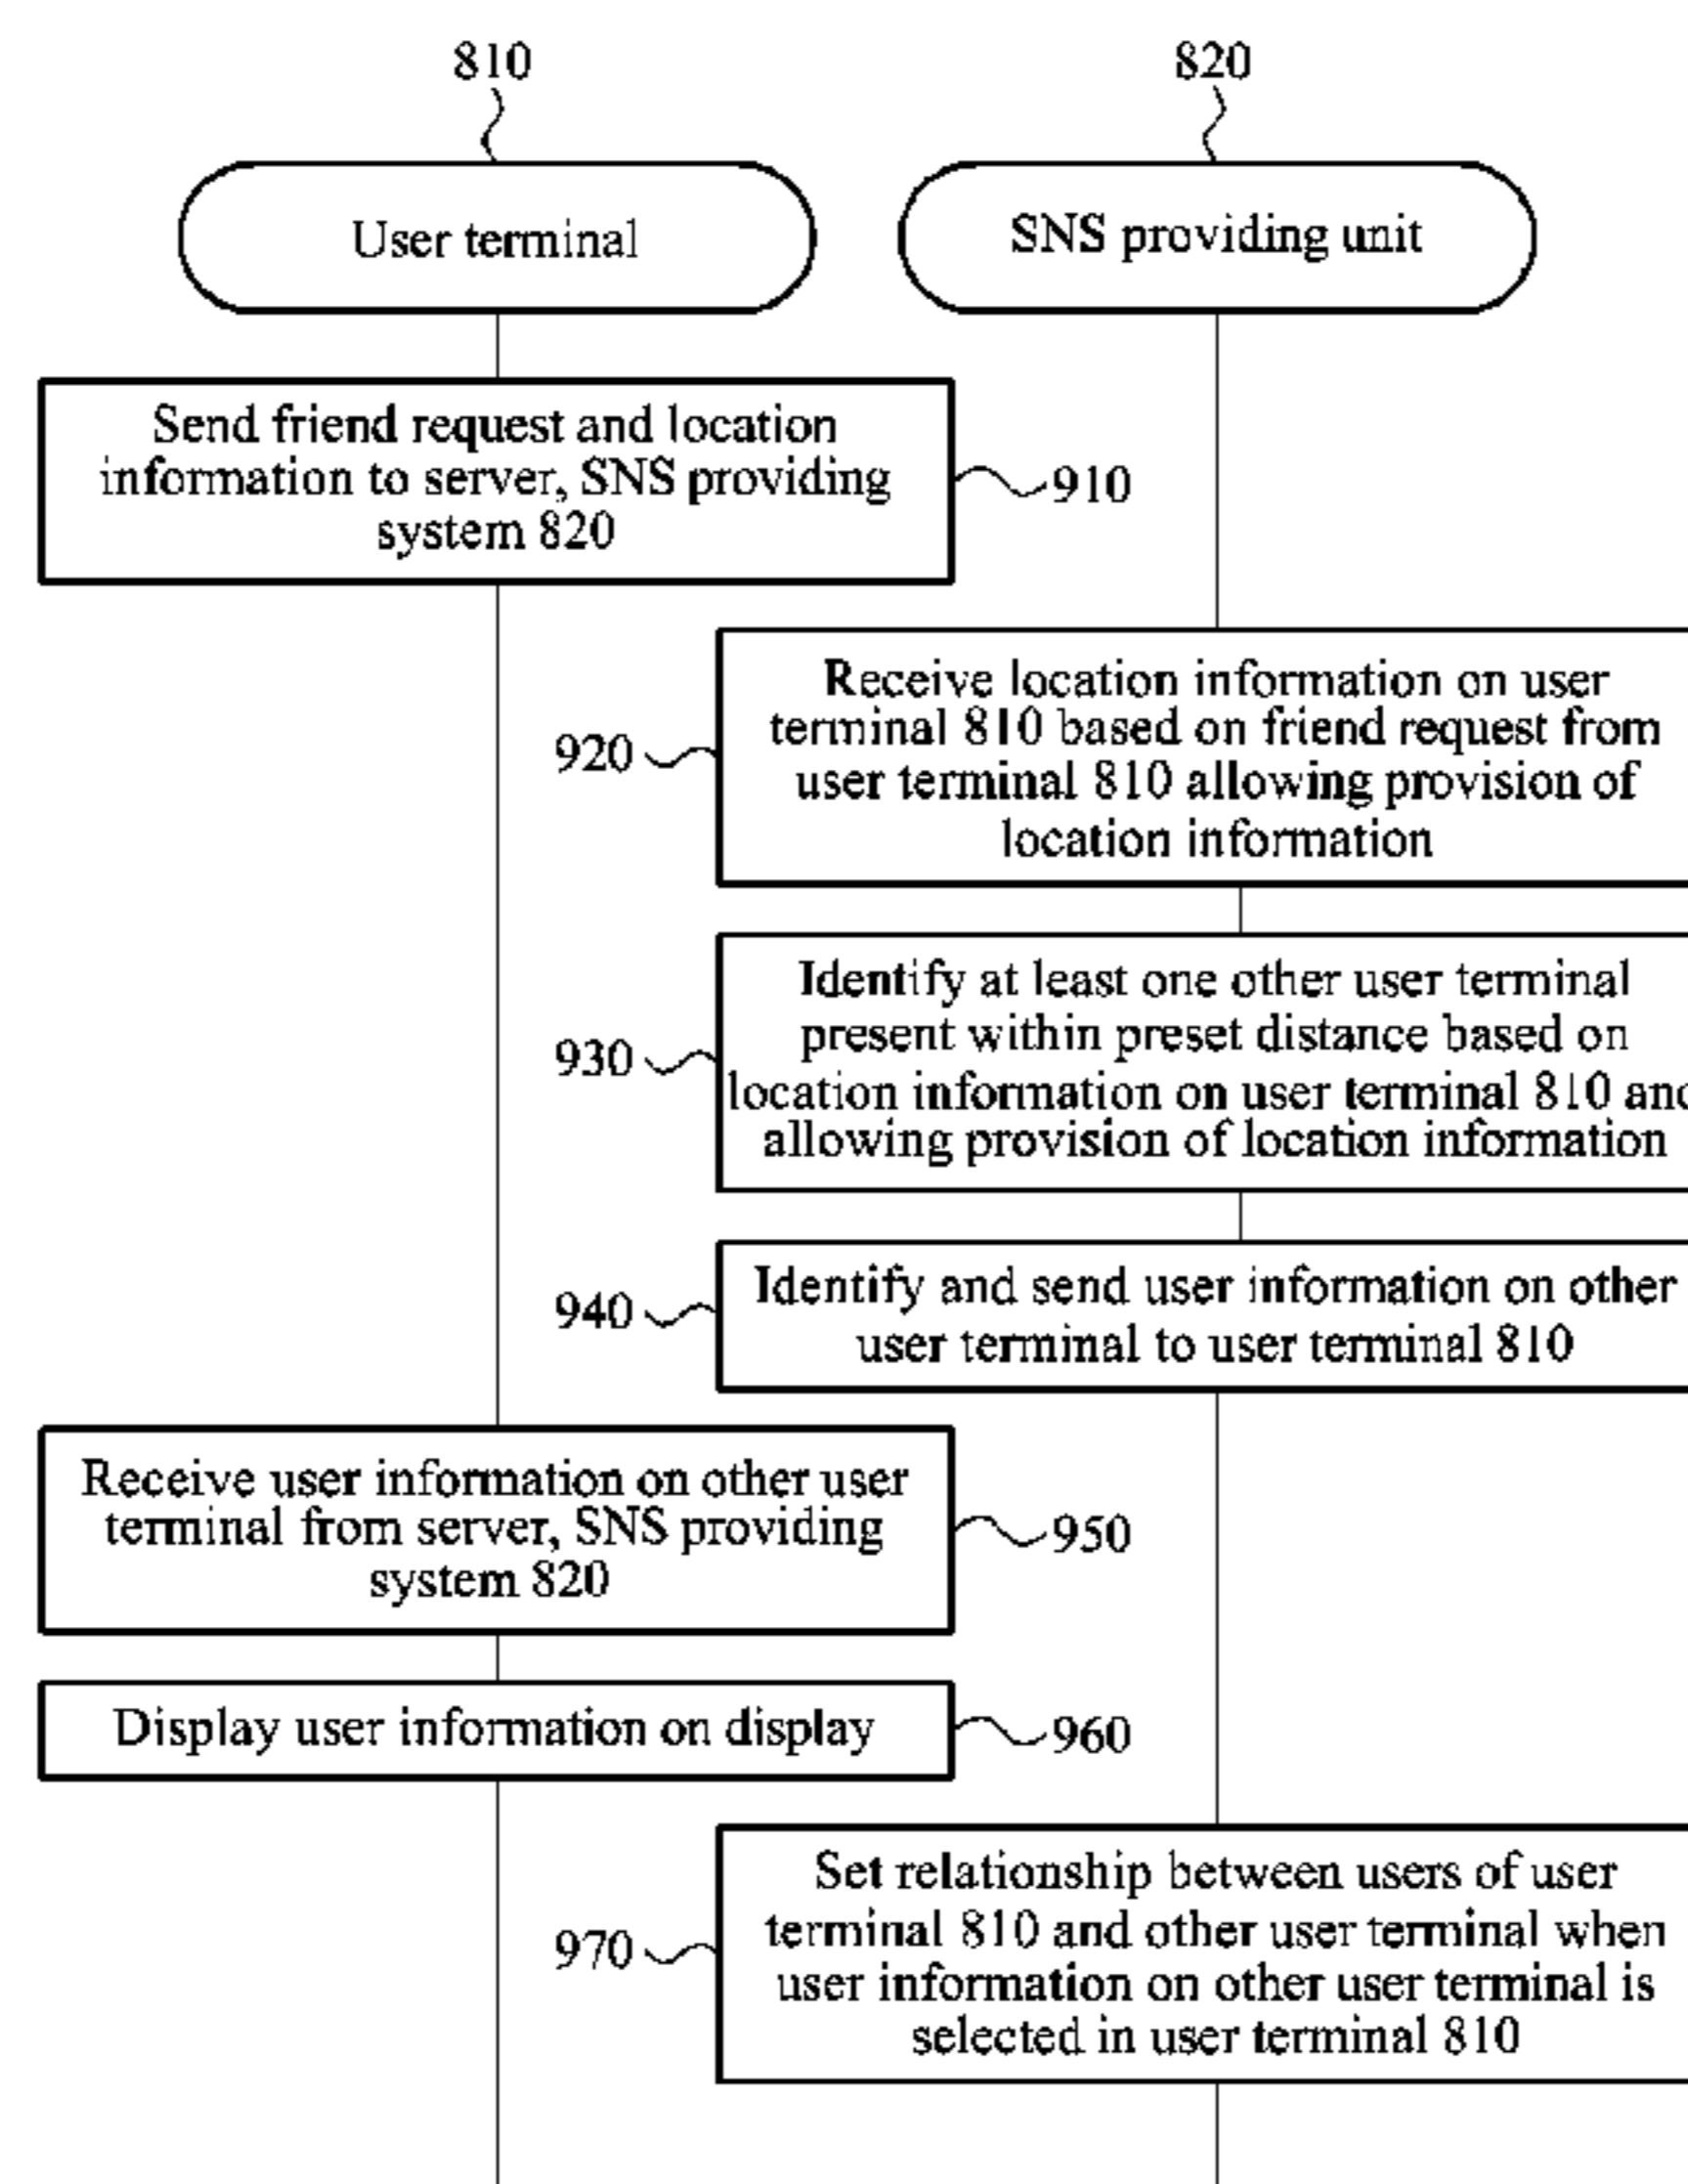 810
820
User terminal
SNS providing unit
Send friend request and location
information to server, SNS providing
system 820
910
Receive location information on user
terminal 810 based on friend request from
user terminal 810 allowing provision of
location information
920
Identify at least one other user terminal
present within preset distance based on
location information on user terminal 810 and
allowing provision of location information
930
Identify and send user information on other
user terminal to user terminal 810
940
Receive user information on other user
terminal from server, SNS providing
system 820
950
Display user information on display
960
Set relationship between users of user
terminal 810 and other user terminal when
user information on other user terminal is
selected in user terminal 810
970